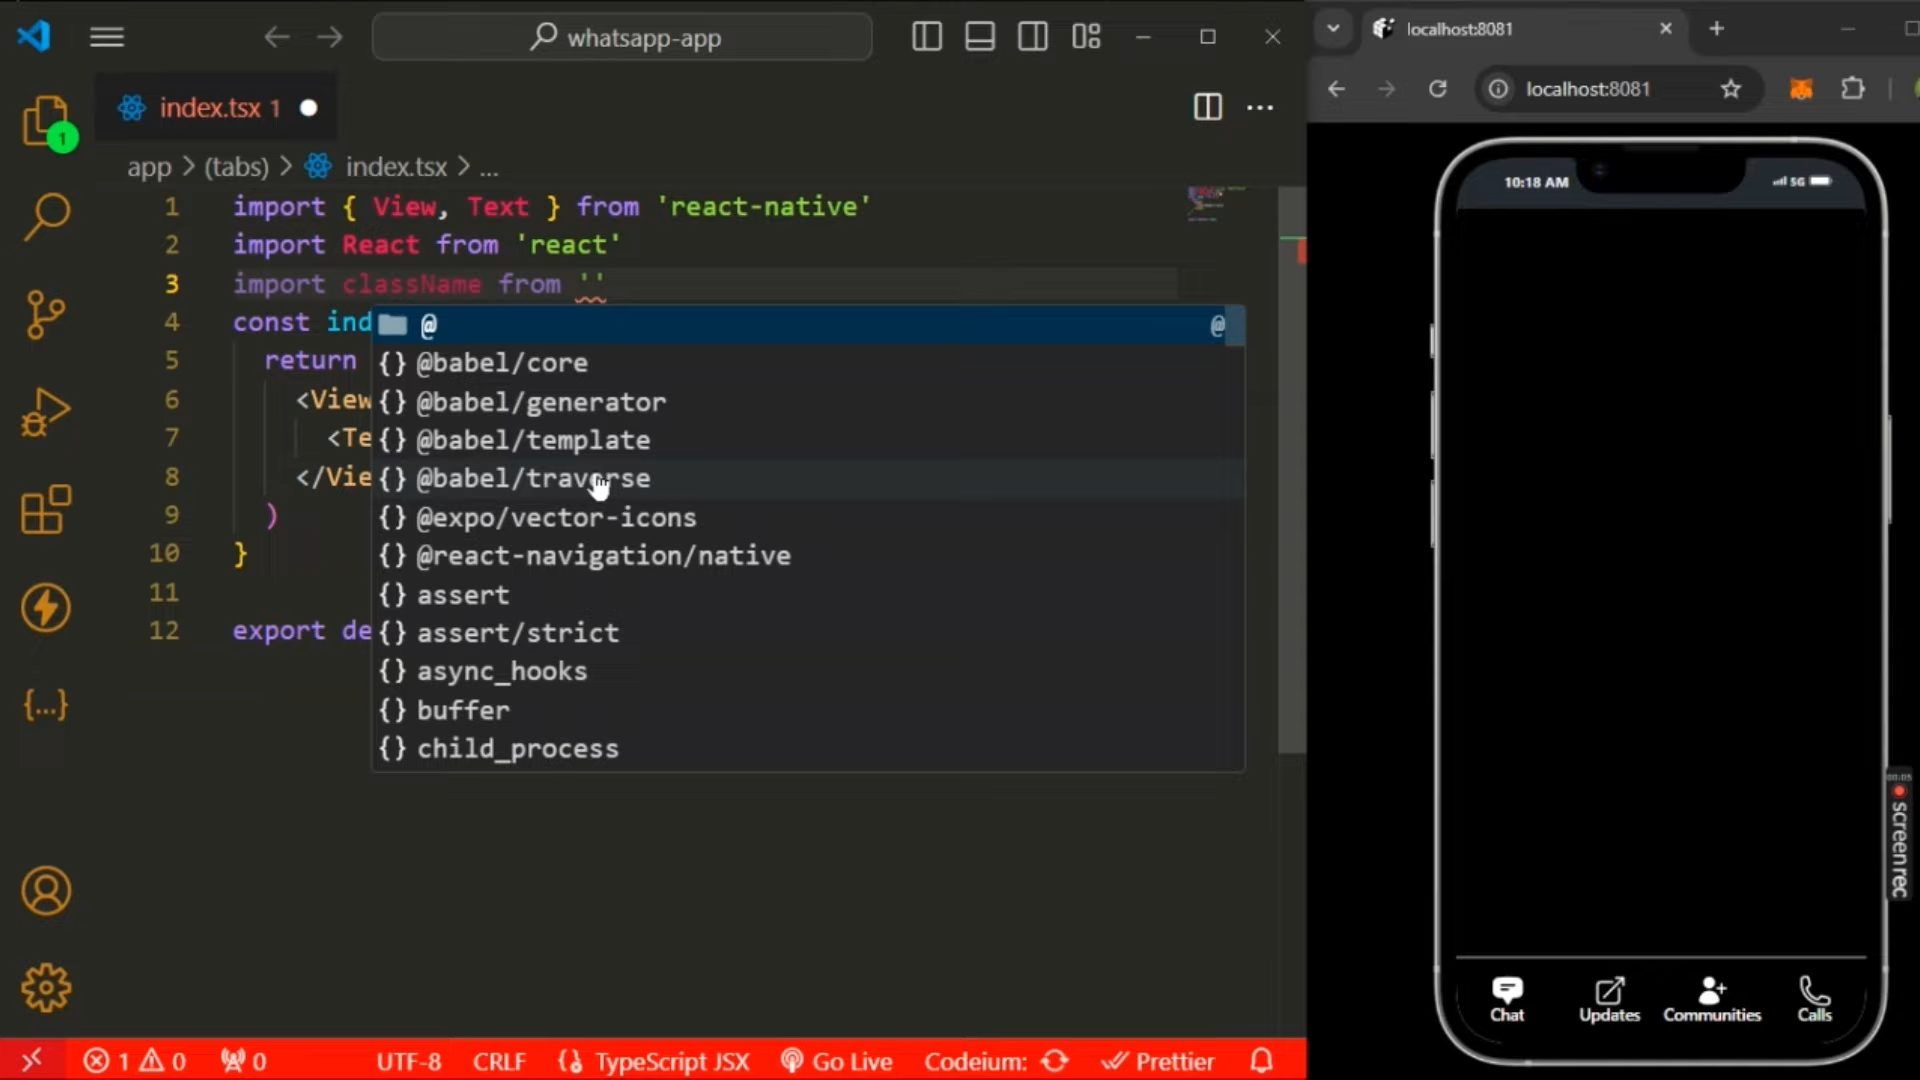 whatsapp-app
index.tsx 1
app > (tabs) > index.tsx > ...
1 import { View, Text } from 'react-native'
2 import React from 'react'
3 import className from ''
4 const ind
5 return
6 <View
7 <Te
8 </Vie
9 )
10 }
11
12 export de
@ @
{} @babel/core
{} @babel/generator
{} @babel/template
{} @babel/traverse
{} @expo/vector-icons
{} @react-navigation/native
{} assert
{} assert/strict
{} async_hooks
{} buffer
{} child_process
1
{...}
1 0 0 UTF-8 CRLF TypeScript JSX Go Live Codeium: Prettier
localhost:8081
localhost:8081
10:18 AM 5G
Chat Updates Communities Calls
00:05
screenrec